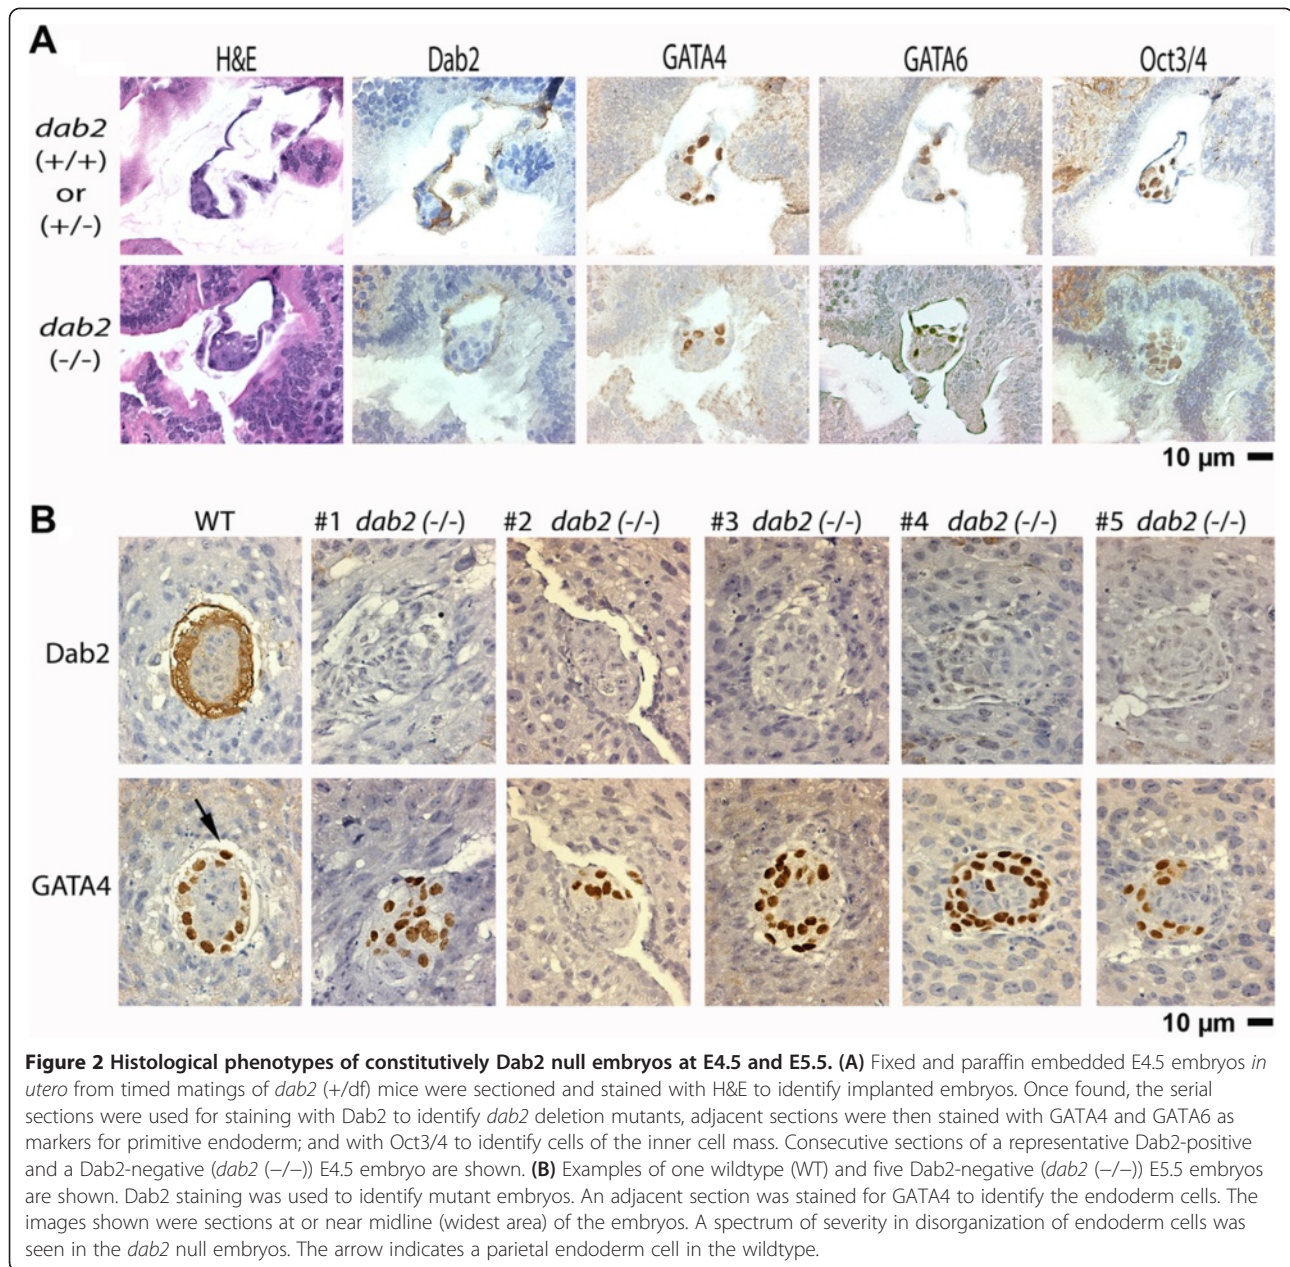 A
H&E Dab2 GATA4 GATA6 Oct3/4
dab2
(+/+)
or
(+/-)
dab2
(-/-)
10 µm
B
WT #1 dab2 (-/-) #2 dab2 (-/-) #3 dab2 (-/-) #4 dab2 (-/-) #5 dab2 (-/-)
Dab2
GATA4
10 µm
Figure 2 Histological phenotypes of constitutively Dab2 null embryos at E4.5 and E5.5. (A) Fixed and paraffin embedded E4.5 embryos in
utero from timed matings of dab2 (+/df) mice were sectioned and stained with H&E to identify implanted embryos. Once found, the serial
sections were used for staining with Dab2 to identify dab2 deletion mutants, adjacent sections were then stained with GATA4 and GATA6 as
markers for primitive endoderm; and with Oct3/4 to identify cells of the inner cell mass. Consecutive sections of a representative Dab2-positive
and a Dab2-negative (dab2 (−/−)) E4.5 embryo are shown. (B) Examples of one wildtype (WT) and five Dab2-negative (dab2 (−/−)) E5.5 embryos
are shown. Dab2 staining was used to identify mutant embryos. An adjacent section was stained for GATA4 to identify the endoderm cells. The
images shown were sections at or near midline (widest area) of the embryos. A spectrum of severity in disorganization of endoderm cells was
seen in the dab2 null embryos. The arrow indicates a parietal endoderm cell in the wildtype.